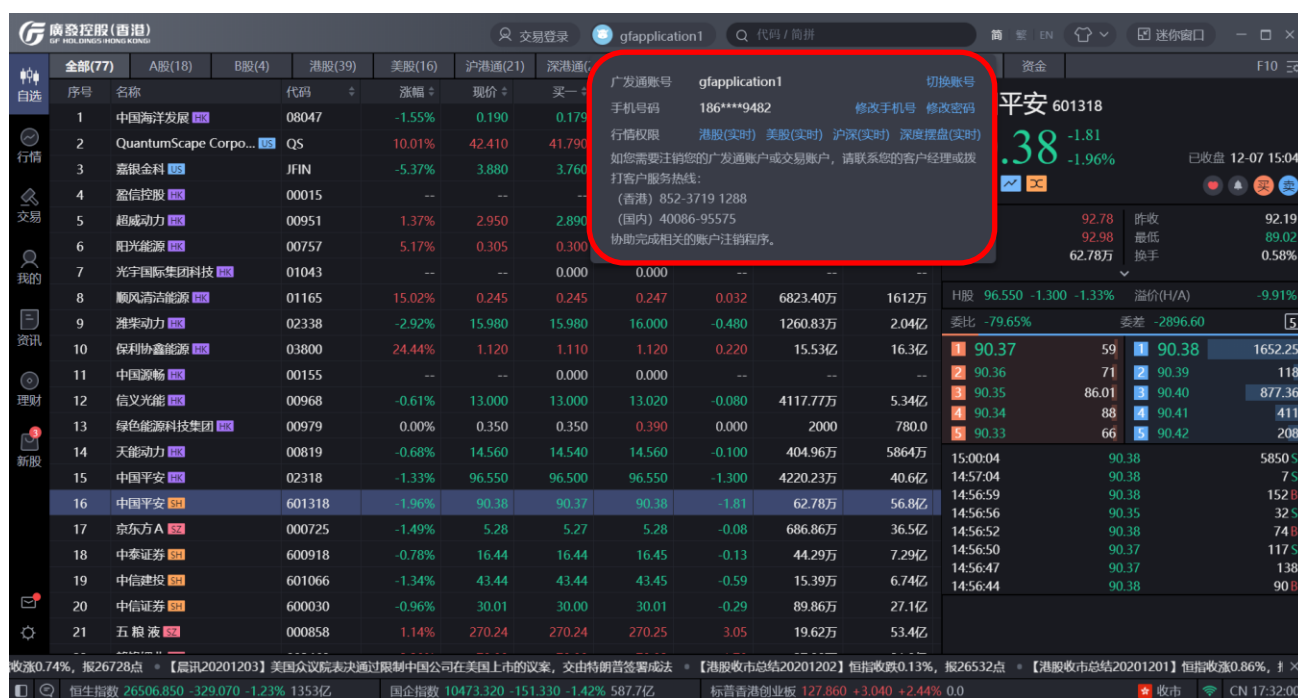 廣發控股(香港)
GF HOLDINGS(HONG KONG)
交易登录 gfapplication1 代码 / 简拼 简 繁 EN 迷你窗口
全部(77) A股(18) B股(4) 港股(39) 美股(16) 沪港通(21) 深港通( 资金 F10
自选
行情
交易
我的
资讯
理财
3
新股
序号 名称 代码 涨幅 现价 买一
1 中国海洋发展 HK 08047 -1.55% 0.190 0.179
2 QuantumScape Corpo... US QS 10.01% 42.410 41.790
3 嘉银金科 US JFIN -5.37% 3.880 3.760
4 盈信控股 HK 00015 -- -- --
5 超威动力 HK 00951 1.37% 2.950 2.890
6 阳光能源 HK 00757 5.17% 0.305 0.300
7 光宇国际集团科技 HK 01043 -- -- 0.000 0.000 -- -- --
8 顺风清洁能源 HK 01165 15.02% 0.245 0.245 0.247 0.032 6823.40万 1612万
9 潍柴动力 HK 02338 -2.92% 15.980 15.980 16.000 -0.480 1260.83万 2.04亿
10 保利协鑫能源 HK 03800 24.44% 1.120 1.110 1.120 0.220 15.53亿 16.3亿
11 中国源畅 HK 00155 -- -- 0.000 0.000 -- -- --
12 信义光能 HK 00968 -0.61% 13.000 13.000 13.020 -0.080 4117.77万 5.34亿
13 绿色能源科技集团 HK 00979 0.00% 0.350 0.350 0.390 0.000 2000 780.0
14 天能动力 HK 00819 -0.68% 14.560 14.540 14.560 -0.100 404.96万 5864万
15 中国平安 HK 02318 -1.33% 96.550 96.500 96.550 -1.300 4220.23万 40.6亿
16 中国平安 SH 601318 -1.96% 90.38 90.37 90.38 -1.81 62.78万 56.8亿
17 京东方A SZ 000725 -1.49% 5.28 5.27 5.28 -0.08 686.86万 36.5亿
18 中泰证券 SH 600918 -0.78% 16.44 16.44 16.45 -0.13 44.29万 7.29亿
19 中信建投 SH 601066 -1.34% 43.44 43.44 43.45 -0.59 15.39万 6.74亿
20 中信证券 SH 600030 -0.96% 30.01 30.00 30.01 -0.29 89.86万 27.1亿
21 五 粮 液 SZ 000858 1.14% 270.24 270.24 270.25 3.05 19.62万 53.4亿
广发通账号 gfapplication1 切换账号
手机号码 186****9482 修改手机号 修改密码
行情权限 港股(实时) 美股(实时) 沪深(实时) 深度摆盘(实时)
如您需要注销您的广发通账户或交易账户，请联系您的客户经理或拨
打客户服务热线：
（香港）852-3719 1288
（国内）40086-95575
协助完成相关的账户注销程序。
平安 601318
.38 -1.81
-1.96% 已收盘 12-07 15:04
买 卖
92.78 昨收 92.19
92.98 最低 89.02
62.78万 换手 0.58%
H股 96.550 -1.300 -1.33% 溢价(H/A) -9.91%
委比 -79.65% 委差 -2896.60 5
1 90.37 59 1 90.38 1652.25
2 90.36 71 2 90.39 118
3 90.35 86.01 3 90.40 877.36
4 90.34 88 4 90.41 411
5 90.33 66 5 90.42 208
15:00:04 90.38 5850 S
14:57:04 90.38 7 S
14:56:59 90.38 152 B
14:56:56 90.35 32 S
14:56:52 90.38 74 B
14:56:50 90.37 117 S
14:56:47 90.37 138
14:56:44 90.38 90 B
收涨0.74%，报26728点 【晨讯20201203】美国众议院表决通过限制中国公司在美国上市的议案，交由特朗普签署成法 【港股收市总结20201202】恒指收跌0.13%，报26532点 【港股收市总结20201201】恒指收涨0.86%，
恒生指数 26506.850 -329.070 -1.23% 1353亿 国企指数 10473.320 -151.330 -1.42% 587.7亿 标普香港创业板 127.860 +3.040 +2.44% 0.0 收市 CN 17:32:00